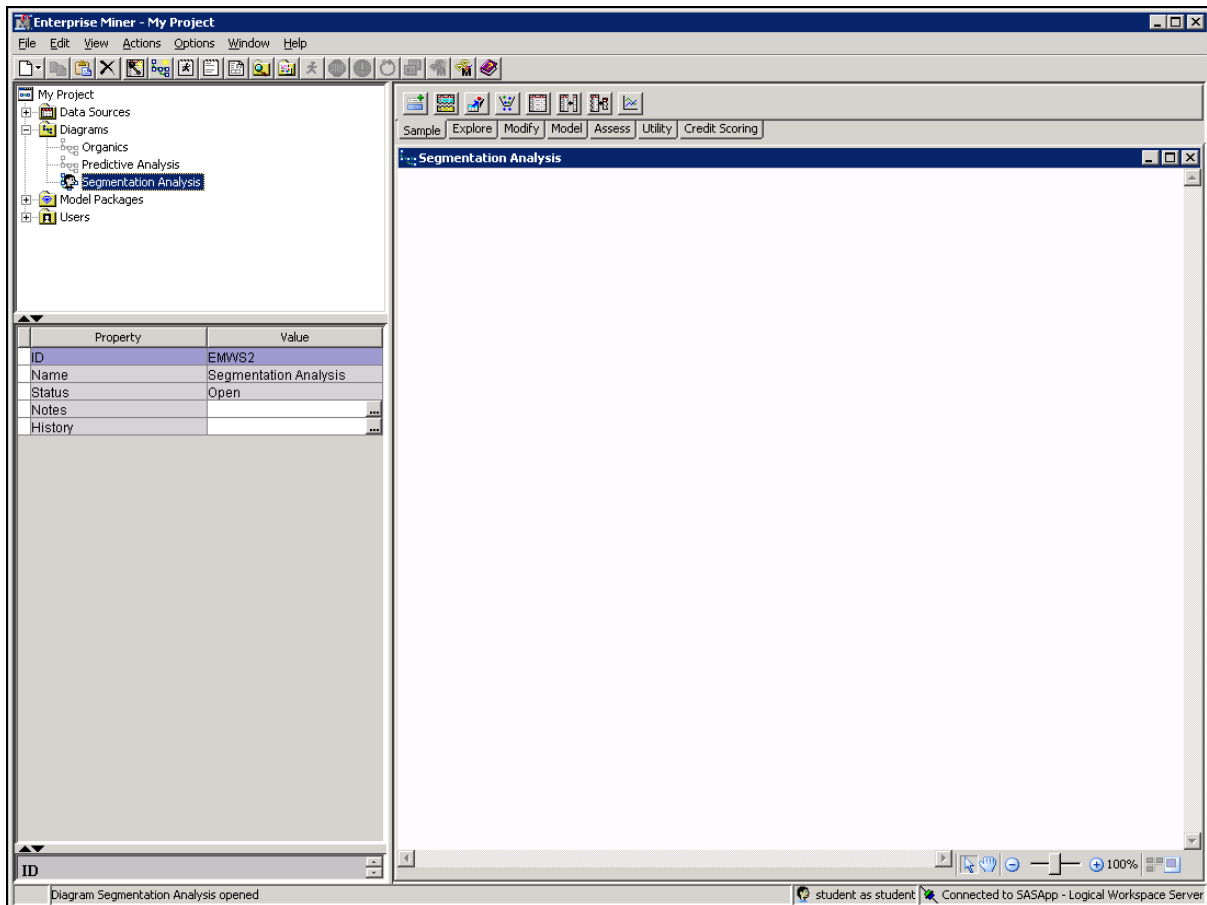 Enterprise Miner - My Project
File Edit View Actions Options Window Help
My Project
Data Sources
Diagrams
Organics
Predictive Analysis
Segmentation Analysis
Model Packages
Users
Property Value
ID EMWS2
Name Segmentation Analysis
Status Open
Notes ...
History ...
ID
Sample Explore Modify Model Assess Utility Credit Scoring
Segmentation Analysis
100%
Diagram Segmentation Analysis opened
student as student Connected to SASApp - Logical Workspace Server